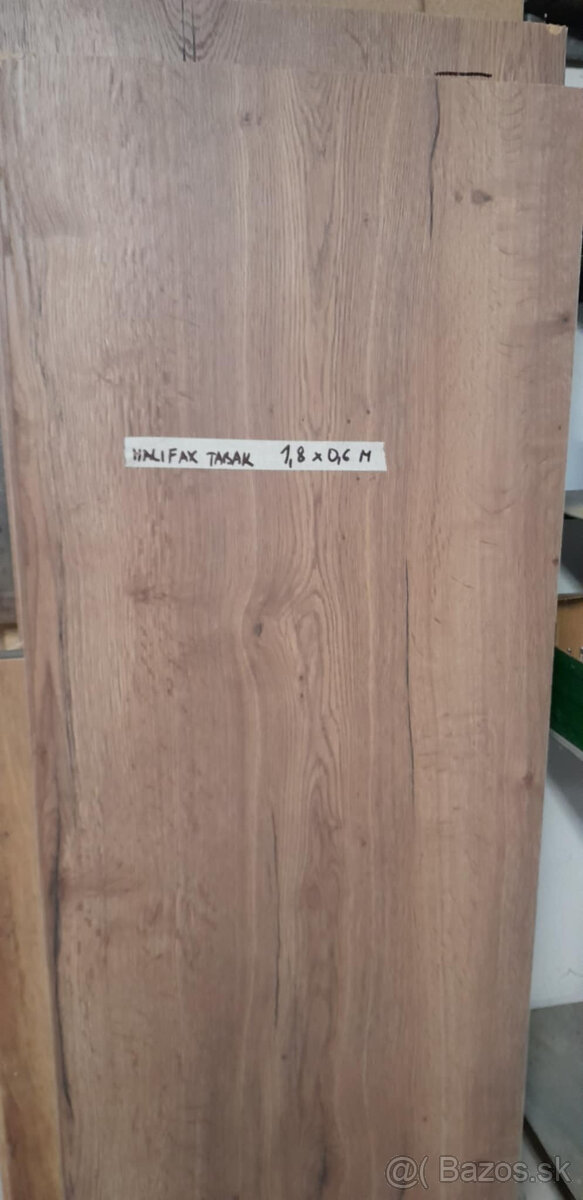 HALIFAX TABAK 1,8 x 0,6 M
@( Bazos.sk